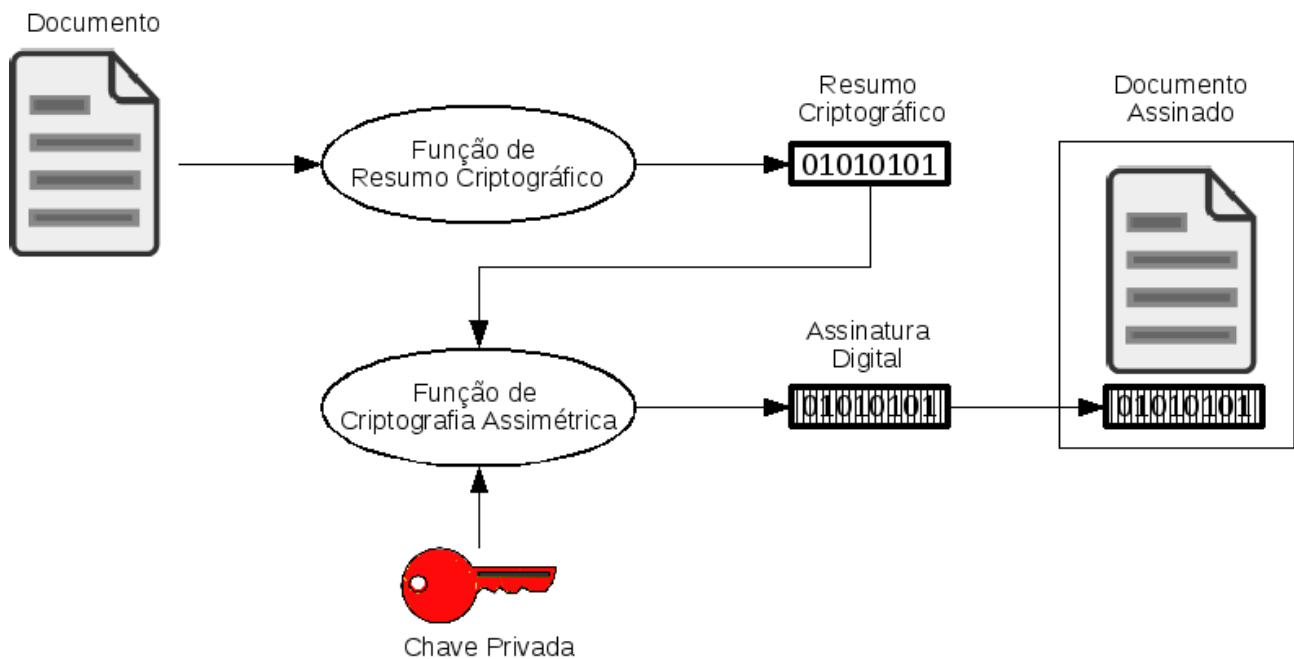 Documento
Função de
Resumo Criptográfico
Resumo
Criptográfico
01010101
Documento
Assinado
Função de
Criptografia Assimétrica
Assinatura
Digital
01010101
01010101
Chave Privada